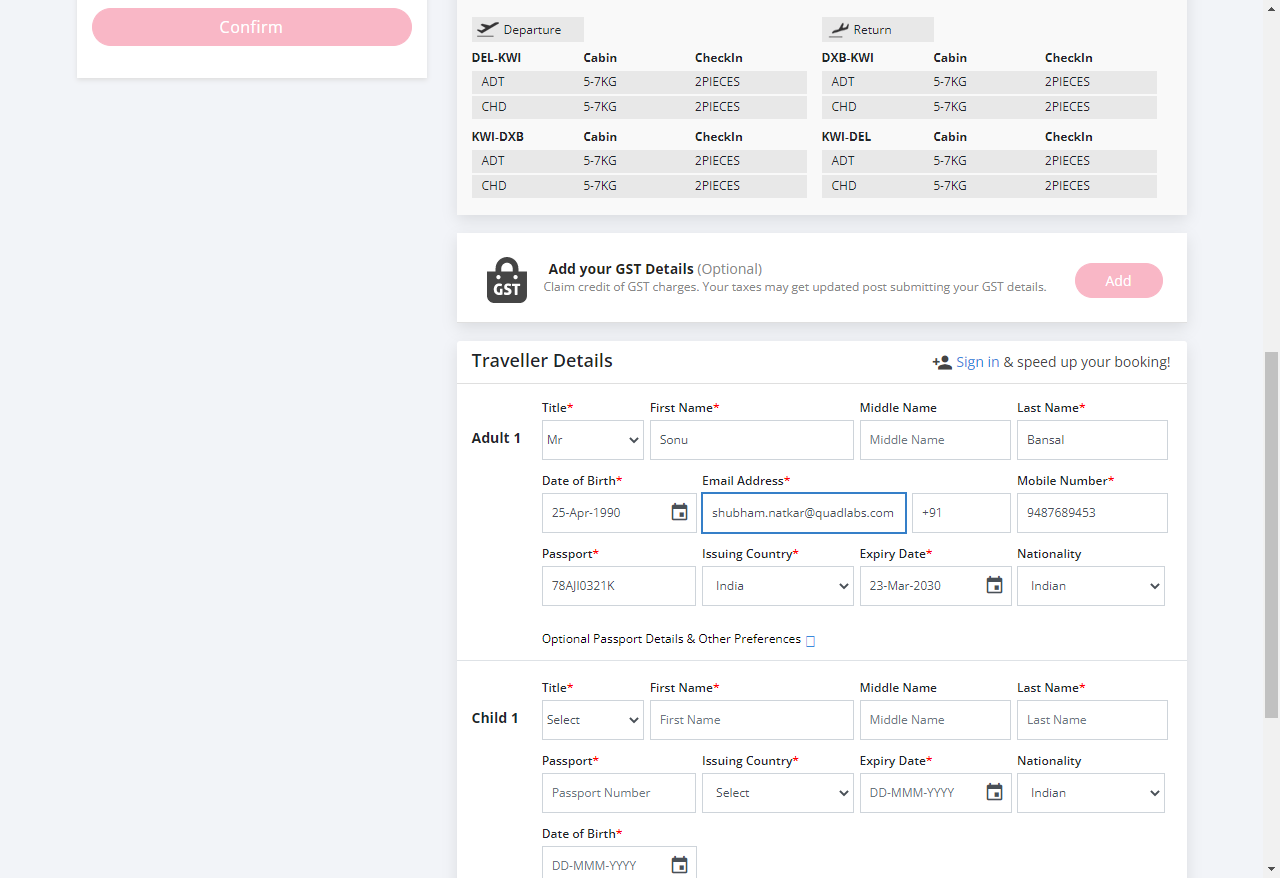 Confirm
Departure
DEL-KWI Cabin CheckIn
ADT 5-7KG 2PIECES
CHD 5-7KG 2PIECES
KWI-DXB Cabin CheckIn
ADT 5-7KG 2PIECES
CHD 5-7KG 2PIECES
Return
DXB-KWI Cabin CheckIn
ADT 5-7KG 2PIECES
CHD 5-7KG 2PIECES
KWI-DEL Cabin CheckIn
ADT 5-7KG 2PIECES
CHD 5-7KG 2PIECES
GST
Add your GST Details (Optional)
Claim credit of GST charges. Your taxes may get updated post submitting your GST details.
Add
Traveller Details
Sign in & speed up your booking!
Adult 1
Title* First Name* Middle Name Last Name*
Mr Sonu Middle Name Bansal
Date of Birth* Email Address* Mobile Number*
25-Apr-1990 shubham.natkar@quadlabs.com +91 9487689453
Passport* Issuing Country* Expiry Date* Nationality
78AJI0321K India 23-Mar-2030 Indian
Optional Passport Details & Other Preferences
Child 1
Title* First Name* Middle Name Last Name*
Select First Name Middle Name Last Name
Passport* Issuing Country* Expiry Date* Nationality
Passport Number Select DD-MMM-YYYY Indian
Date of Birth*
DD-MMM-YYYY